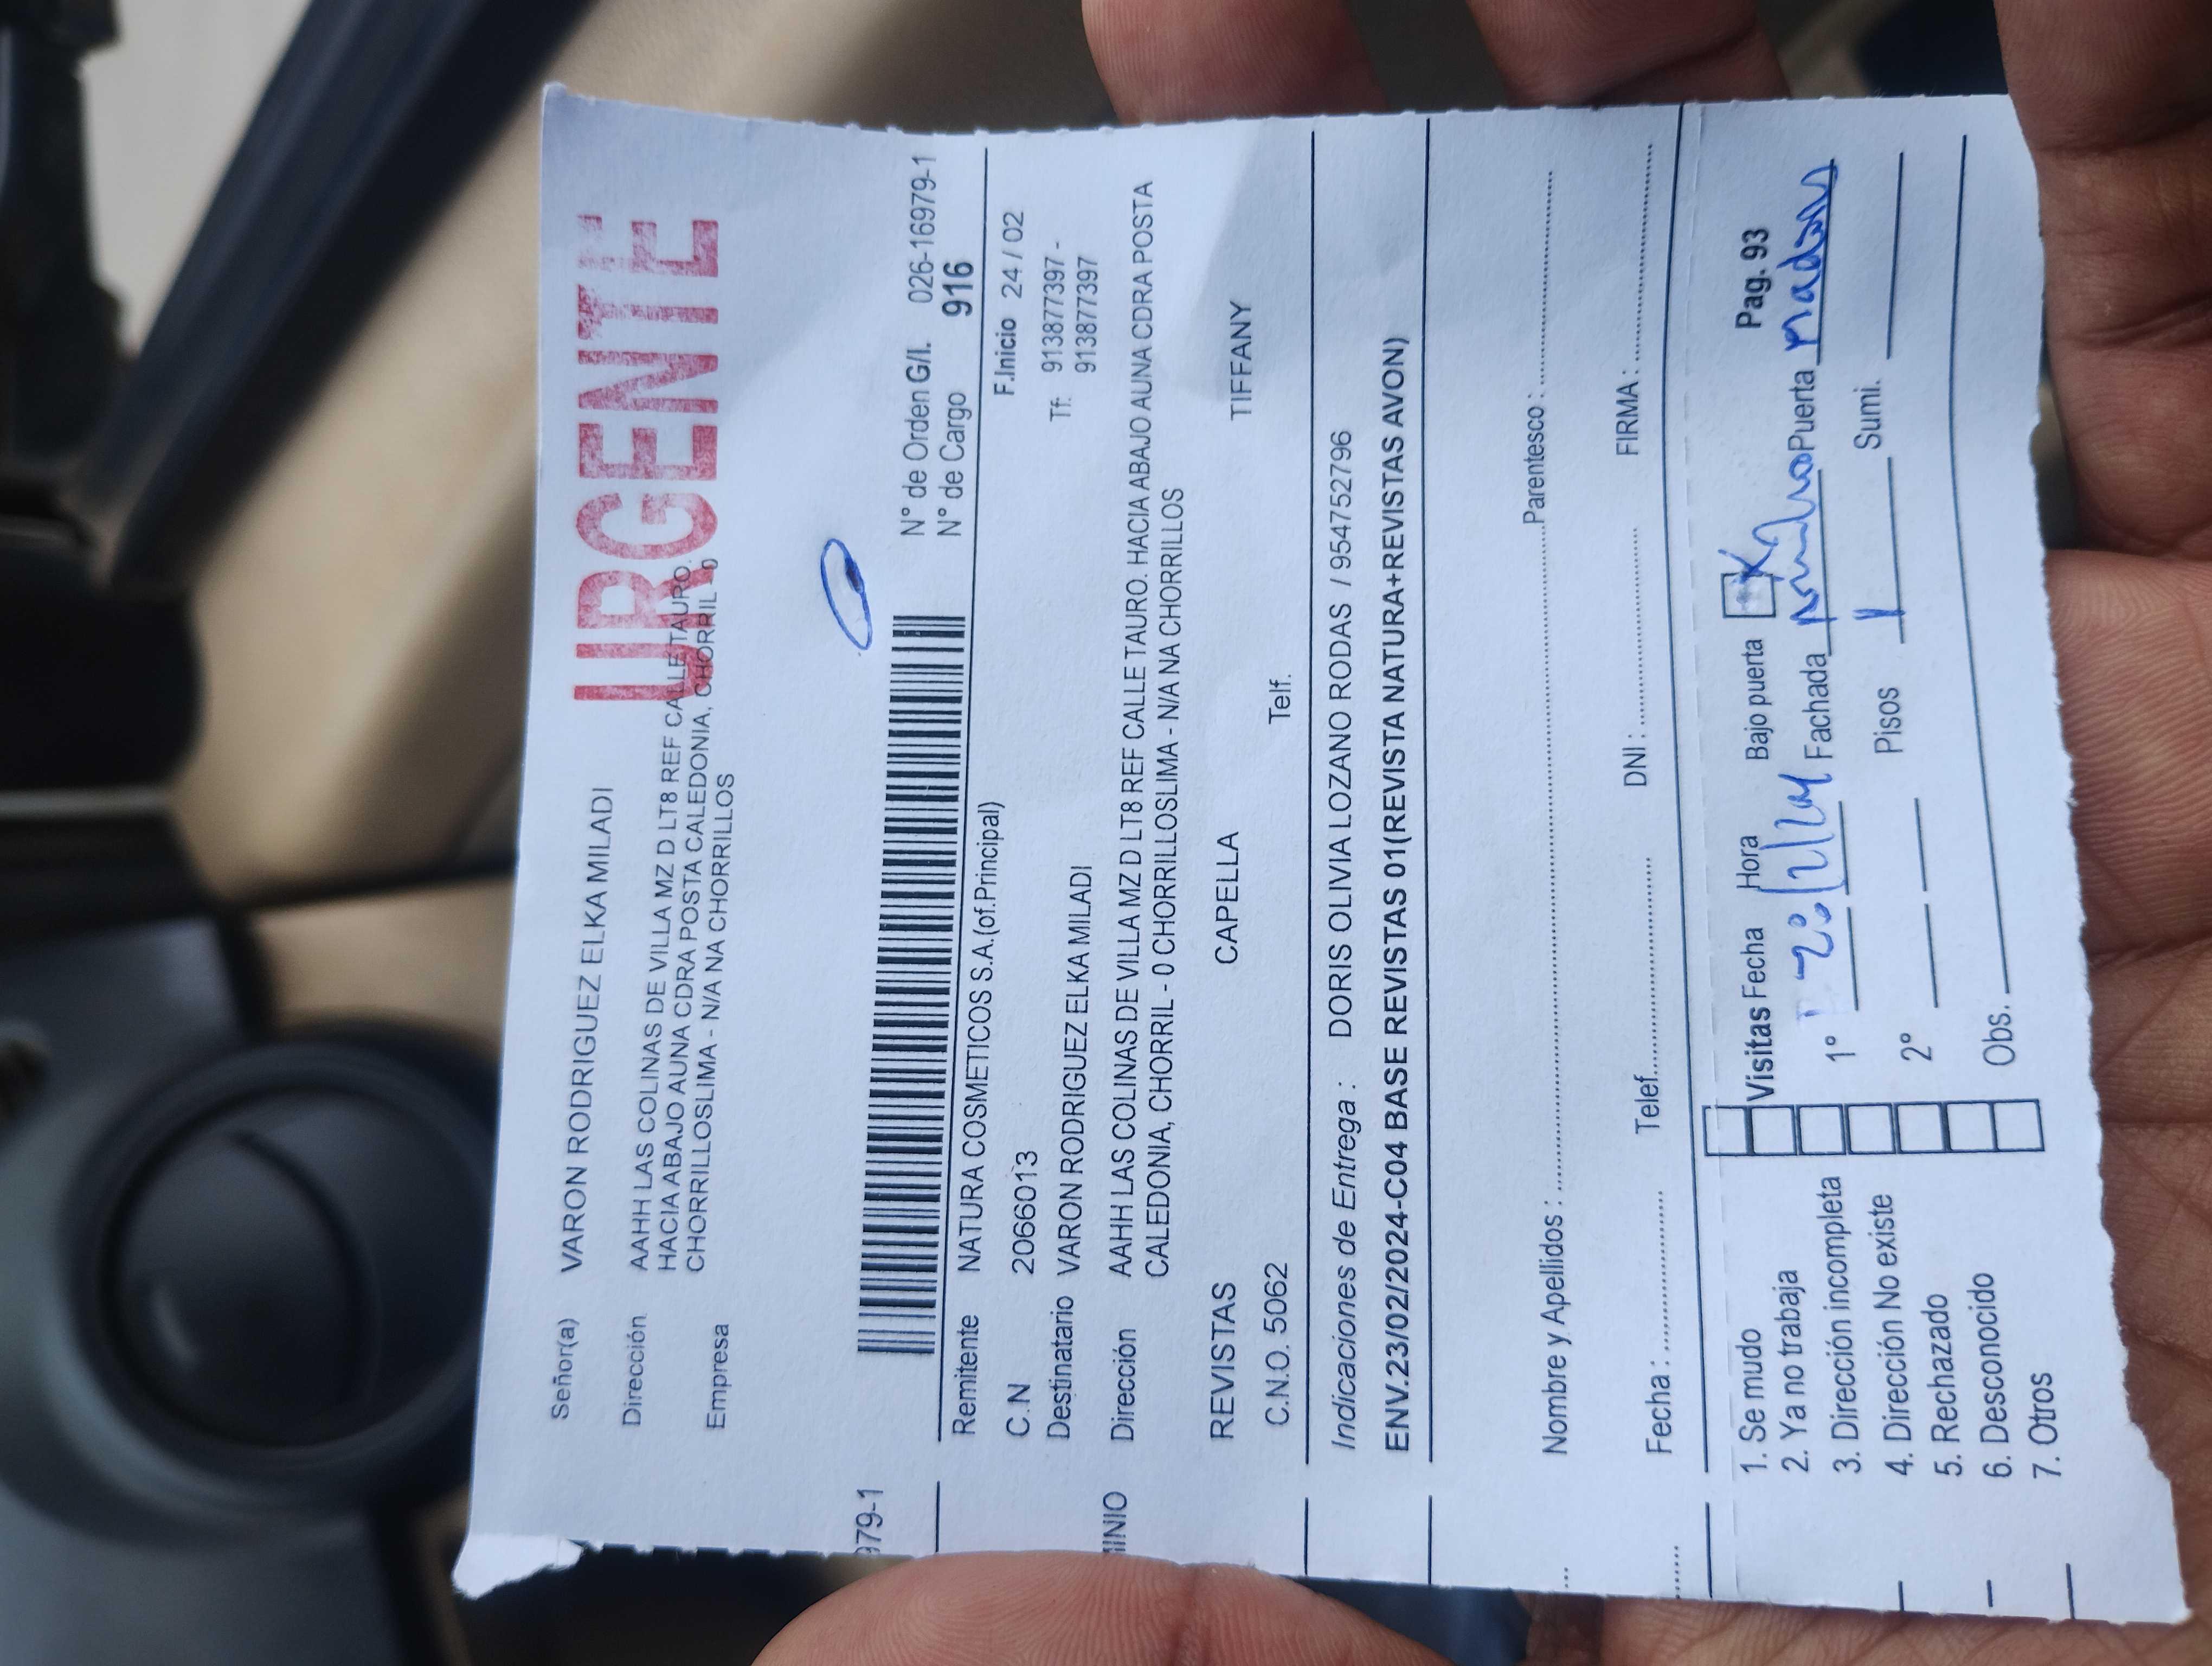 URGENTE
Señor(a) VARON RODRIGUEZ ELKA MILADI
Dirección AAHH LAS COLINAS DE VILLA MZ D LT8 REF CALLE TAURO.
HACIA ABAJO AUNA CDRA POSTA CALEDONIA, CHORRIL 0
Empresa CHORRILLOSLIMA - N/A NA CHORRILLOS
979-1
N° de Orden G/I. 026-16979-1
N° de Cargo 916
Remitente NATURA COSMETICOS S.A.(of.Principal)
F.Inicio 24 / 02
C.N 2066013
Tf: 913877397 -
913877397
Destinatario VARON RODRIGUEZ ELKA MILADI
Dirección AAHH LAS COLINAS DE VILLA MZ D LT8 REF CALLE TAURO. HACIA ABAJO AUNA CDRA POSTA
CALEDONIA, CHORRIL - 0 CHORRILLOSLIMA - N/A NA CHORRILLOS
REVISTAS CAPELLA TIFFANY
C.N.O. 5062 Telf.
Indicaciones de Entrega : DORIS OLIVIA LOZANO RODAS / 954752796
ENV.23/02/2024-C04 BASE REVISTAS 01(REVISTA NATURA+REVISTAS AVON)
Nombre y Apellidos : Parentesco :
Fecha : Telef. DNI : FIRMA :
1. Se mudo Visitas Fecha Hora Bajo puerta Pag. 93
2. Ya no trabaja
3. Dirección incompleta 1° Fachada Puerta
4. Dirección No existe Pisos 1 Sumi.
5. Rechazado 2°
6. Desconocido
7. Otros Obs.